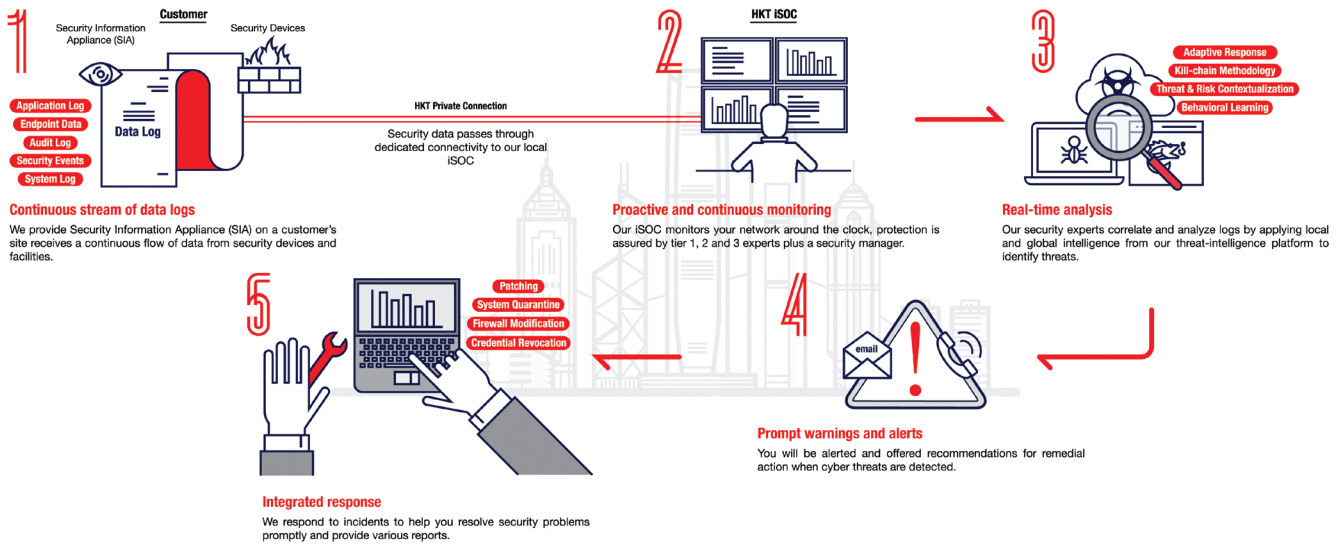 1
Customer
Security Information
Appliance (SIA)
Security Devices
Application Log
Endpoint Data
Audit Log
Security Events
System Log
Data Log
HKT Private Connection
Security data passes through
dedicated connectivity to our local
iSOC
Continuous stream of data logs
We provide Security Information Appliance (SIA) on a customer's
site receives a continuous flow of data from security devices and
facilities.
2
HKT iSOC
Proactive and continuous monitoring
Our iSOC monitors your network around the clock, protection is
assured by tier 1, 2 and 3 experts plus a security manager.
3
Adaptive Response
Kill-chain Methodology
Threat & Risk Contextualization
Behavioral Learning
Real-time analysis
Our security experts correlate and analyze logs by applying local
and global intelligence from our threat-intelligence platform to
identify threats.
4
email
!
Prompt warnings and alerts
You will be alerted and offered recommendations for remedial
action when cyber threats are detected.
5
Patching
System Quarantine
Firewall Modification
Credential Revocation
Integrated response
We respond to incidents to help you resolve security problems
promptly and provide various reports.